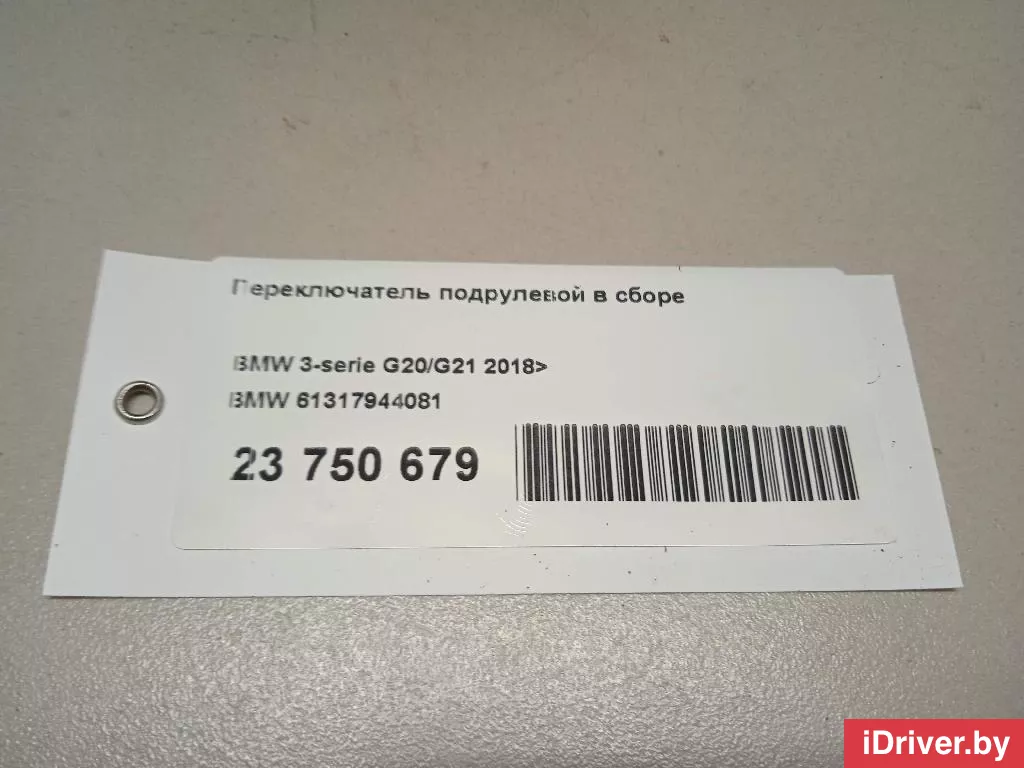 Переключатель подрулевой в сборе
BMW 3-serie G20/G21 2018>
BMW 61317944081
23 750 679
iDriver.by